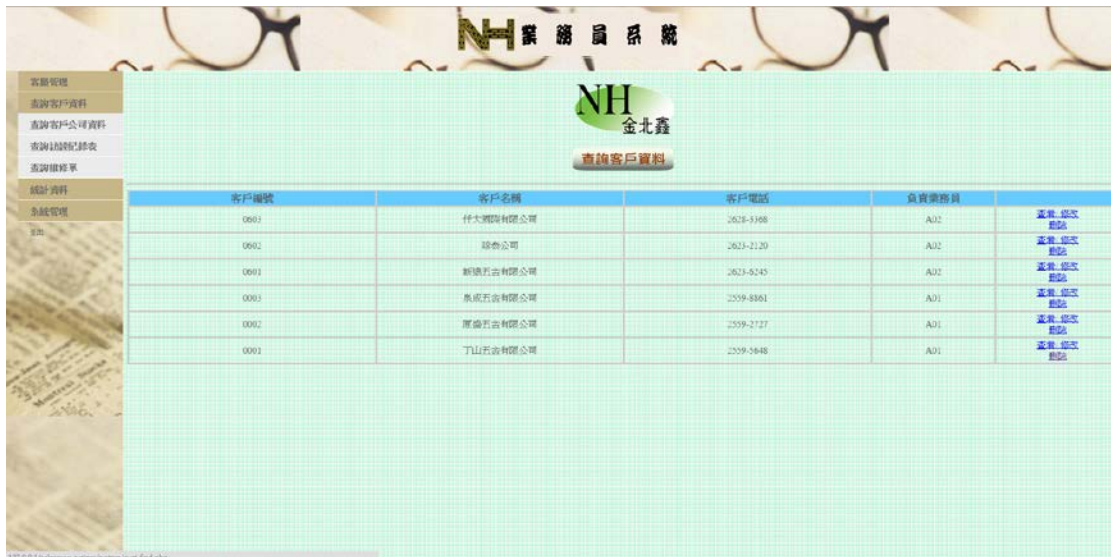 NH業務員系統
NH
金北鑫
查詢客戶資料
客籍管理
查詢客戶資料
查詢客戶公司資料
查詢訪談紀錄表
查詢維修單
統計資料
系統管理
登出
客戶編號 客戶名稱 客戶電話 負責業務員
0603 仟大國際有限公司 2628-3368 A02 查看 修改
刪除
0602 公司 2623-2120 A02 查看 修改
刪除
0601 五金有限公司 2623-6245 A02 查看 修改
刪除
0003 泉成五金有限公司 2559-8861 A01 查看 修改
刪除
0002 匯盛五金有限公司 2559-2727 A01 查看 修改
刪除
0001 丁山五金有限公司 2559-5648 A01 查看 修改
刪除